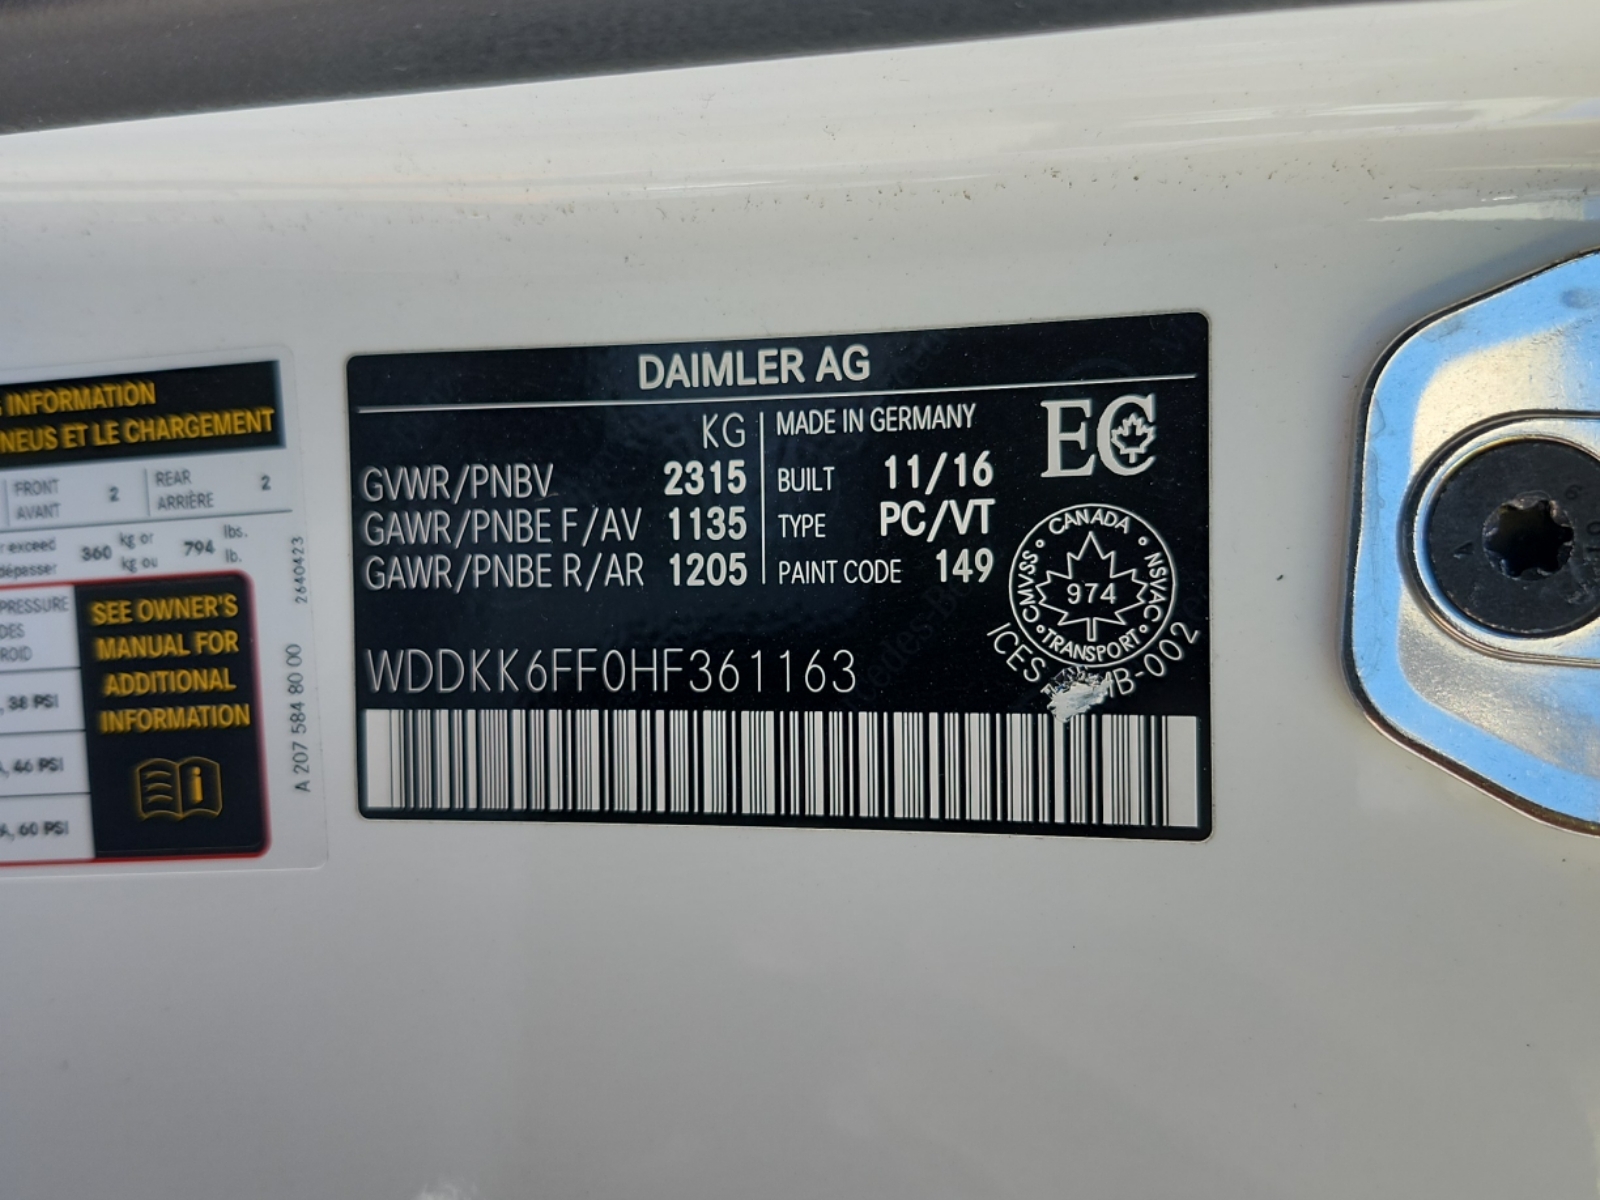 INFORMATION
NEUS ET LE CHARGEMENT
FRONT
AVANT
2
REAR
ARRIÈRE
2
exceed
dépasser
360
kg or
kg ou
794
lbs.
lb.
PRESSURE
DES
ROID
38 PSI
46 PSI
60 PSI
SEE OWNER'S
MANUAL FOR
ADDITIONAL
INFORMATION
A 207 584 80 00
2640423
DAIMLER AG
KG
GVWR/PNBV 2315
GAWR/PNBE F/AV 1135
GAWR/PNBE R/AR 1205
MADE IN GERMANY
BUILT 11/16
TYPE PC/VT
PAINT CODE 149
EC
CANADA
CMVSS
NSVAC
974
TRANSPORT
ICES
MB-002
WDDKK6FF0HF361163